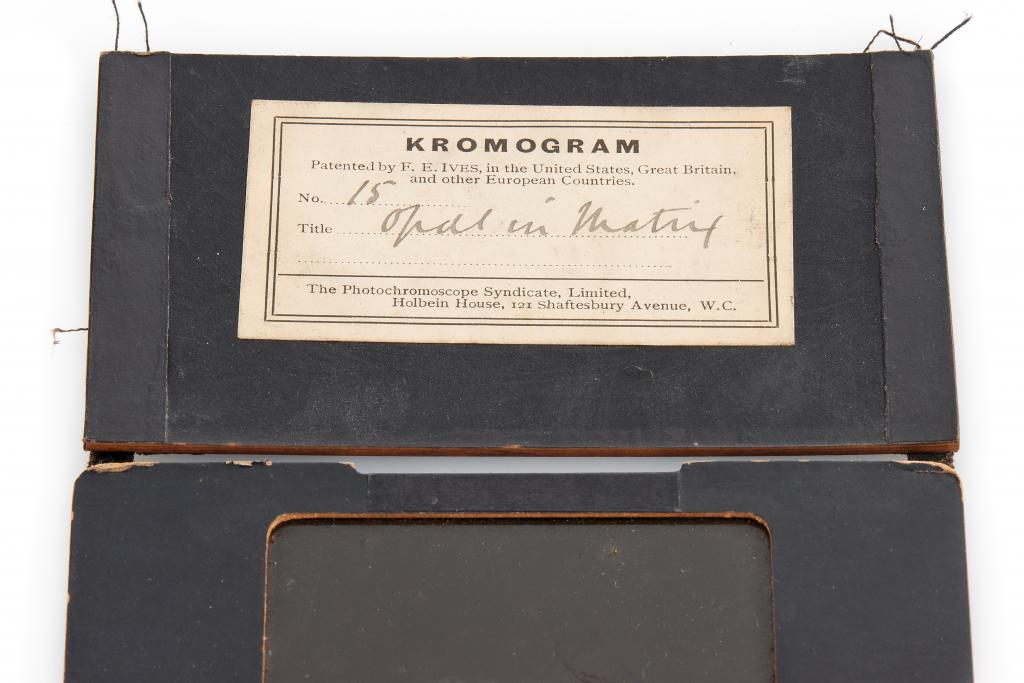 KROMOGRAM
Patented by F. E. IVES, in the United States, Great Britain,
and other European Countries.
No. 15
Title Opal in Matrix
The Photochromoscope Syndicate, Limited,
Holbein House, 121 Shaftesbury Avenue, W.C.